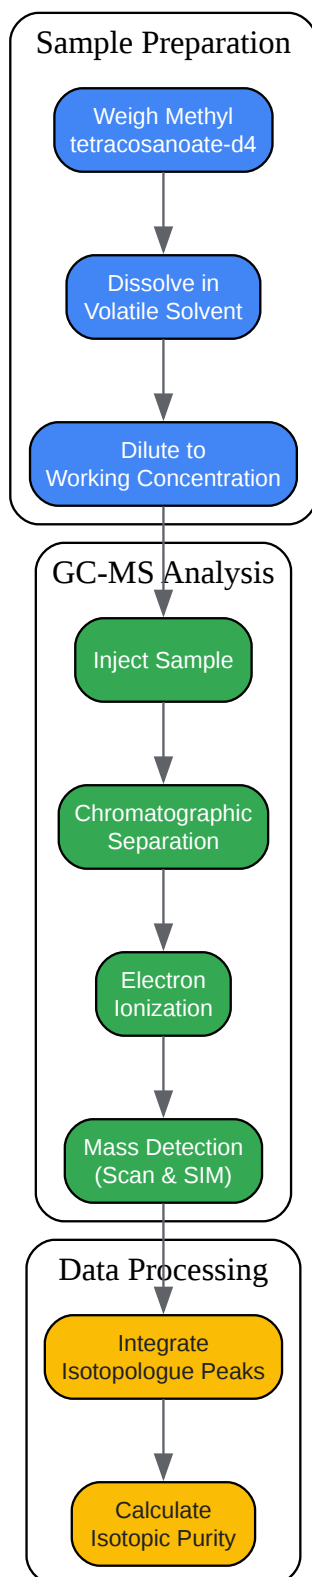 Sample Preparation
Weigh Methyl
tetracosanoate-d4
Dissolve in
Volatile Solvent
Dilute to
Working Concentration
GC-MS Analysis
Inject Sample
Chromatographic
Separation
Electron
Ionization
Mass Detection
(Scan & SIM)
Data Processing
Integrate
Isotopologue Peaks
Calculate
Isotopic Purity